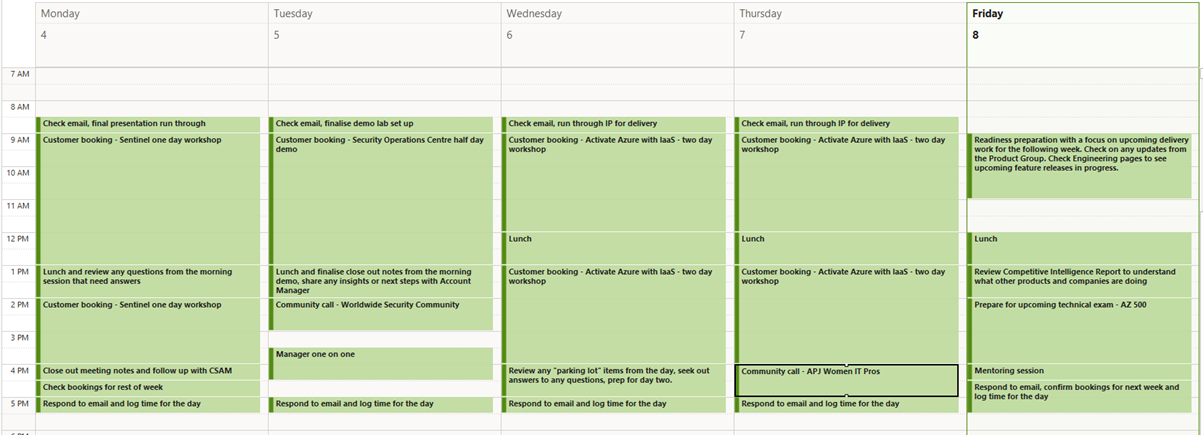 Monday
Tuesday
Wednesday
Thursday
Friday
4
5
6
7
8
7 AM
8 AM
9 AM
10 AM
11 AM
12 PM
1 PM
2 PM
3 PM
4 PM
5 PM
Check email, final presentation run through
Customer booking - Sentinel one day workshop
Lunch and review any questions from the morning
session that need answers
Customer booking - Sentinel one day workshop
Close out meeting notes and follow up with CSAM
Check bookings for rest of week
Respond to email and log time for the day
Check email, finalise demo lab set up
Customer booking - Security Operations Centre half day
demo
Lunch and finalise close out notes from the morning
demo, share any insights or next steps with Account
Manager
Community call - Worldwide Security Community
Manager one on one
Respond to email and log time for the day
Check email, run through IP for delivery
Customer booking - Activate Azure with IaaS - two day
workshop
Lunch
Customer booking - Activate Azure with IaaS - two day
workshop
Review any "parking lot" items from the day, seek out
answers to any questions, prep for day two.
Respond to email and log time for the day
Check email, run through IP for delivery
Customer booking - Activate Azure with IaaS - two day
workshop
Lunch
Customer booking - Activate Azure with IaaS - two day
workshop
Community call - APJ Women IT Pros
Respond to email and log time for the day
Readiness preparation with a focus on upcoming delivery
work for the following week. Check on any updates from
the Product Group. Check Engineering pages to see
upcoming feature releases in progress.
Lunch
Review Competitive Intelligence Report to understand
what other products and companies are doing
Prepare for upcoming technical exam - AZ 500
Mentoring session
Respond to email, confirm bookings for next week and
log time for the day